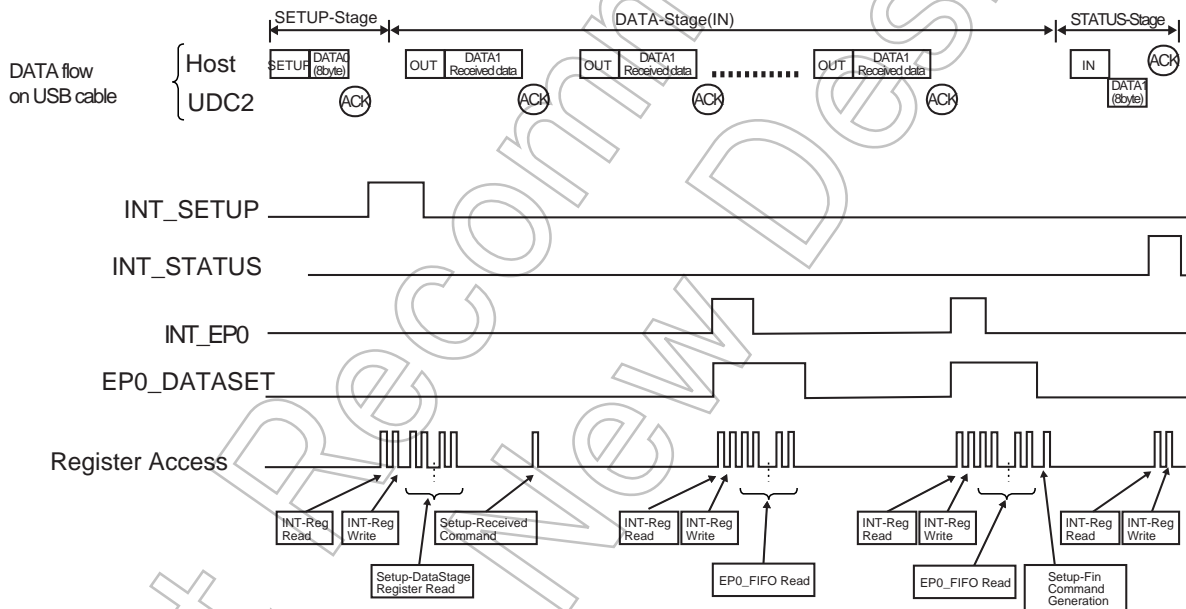 SETUP-Stage
DATA-Stage(IN)
STATUS-Stage
DATA flow
on USB cable
Host
UDC2
SETUP
DATA0
(8byte)
ACK
OUT
DATA1
Received data
ACK
OUT
DATA1
Received data
ACK
OUT
DATA1
Received data
ACK
IN
DATA1
(8byte)
ACK
INT_SETUP
INT_STATUS
INT_EP0
EP0_DATASET
Register Access
INT-Reg
Read
INT-Reg
Write
Setup-DataStage
Register Read
Setup-Received
Command
INT-Reg
Read
INT-Reg
Write
EP0_FIFO Read
INT-Reg
Read
INT-Reg
Write
EP0_FIFO Read
Setup-Fin
Command
Generation
INT-Reg
Read
INT-Reg
Write